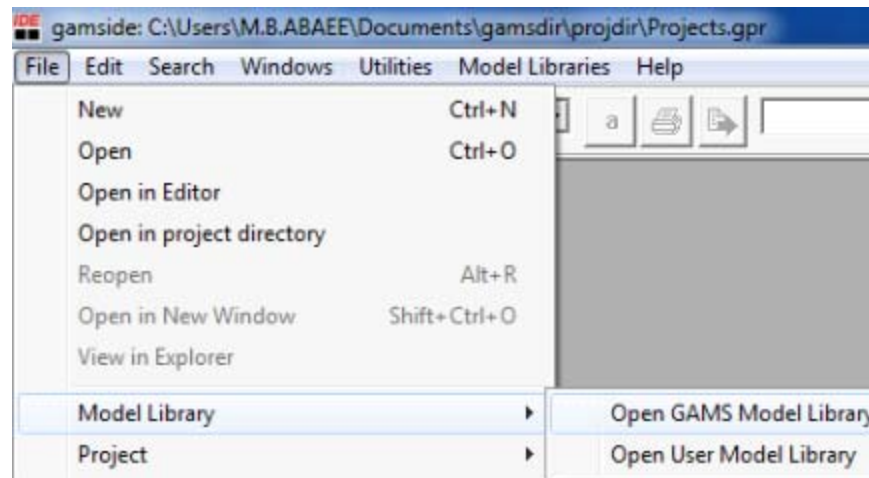 IDE gamside: C:\Users\M.B.ABAEE\Documents\gamsdir\projdir\Projects.gpr
File Edit Search Windows Utilities Model Libraries Help
a
New Ctrl+N
Open Ctrl+O
Open in Editor
Open in project directory
Reopen Alt+R
Open in New Window Shift+Ctrl+O
View in Explorer
Model Library Open GAMS Model Library
Project Open User Model Library